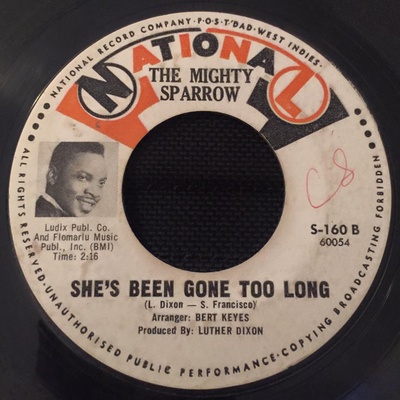 NATIONAL RECORD COMPANY·P·O·S·T·DAD·WEST INDIES·
NATIONAL
THE MIGHTY
SPARROW
Ludix Publ. Co.
And Flomarlu Music
Publ., Inc. (BMI)
Time: 2:16
C8
S-160 B
60054
SHE'S BEEN GONE TOO LONG
(L. Dixon — S. Francisco)
Arranger: BERT KEYES
Produced By: LUTHER DIXON
ALL RIGHTS RESERVED·UNAUTHORISED PUBLIC PERFORMANCE·COPYING·BROADCASTING FORBIDDEN